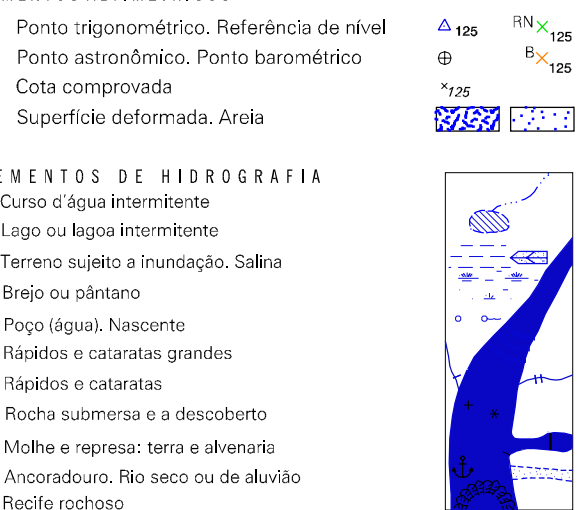 Ponto trigonométrico. Referência de nível △ 125 RN 125
Ponto astronômico. Ponto barométrico B 125
Cota comprovada 125
Superfície deformada. Areia
EMENTOS DE HIDROGRAFIA
Curso d'água intermitente
Lago ou lagoa intermitente
Terreno sujeito a inundação. Salina
Brejo ou pântano
Poço (água). Nascente
Rápidos e cataratas grandes
Rápidos e cataratas
Rocha submersa e a descoberto
Molhe e represa: terra e alvenaria
Ancoradouro. Rio seco ou de aluvião
Recife rochoso